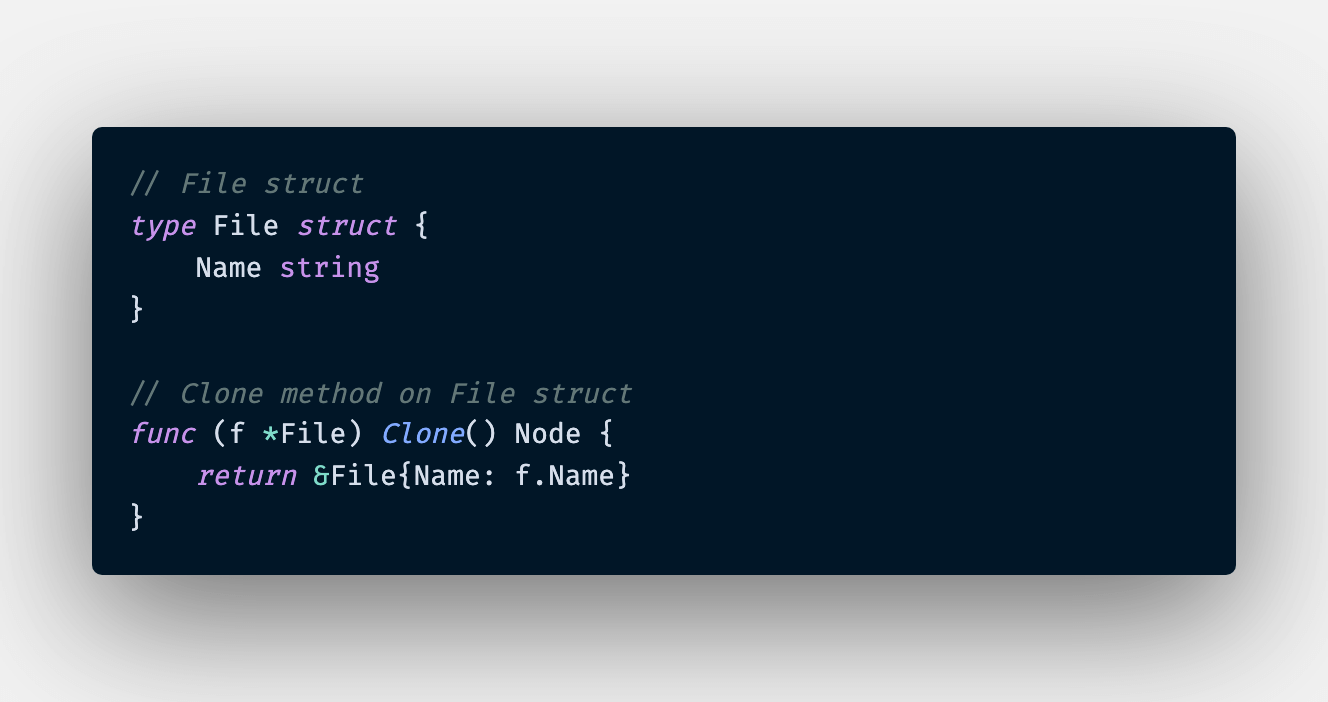 // File struct
type File struct {
    Name string
}

// Clone method on File struct
func (f *File) Clone() Node {
    return &File{Name: f.Name}
}